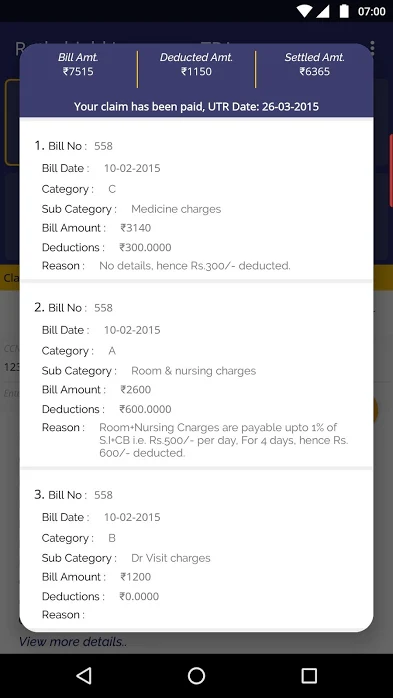 07:00
Bill Amt. Deducted Amt. Settled Amt.
₹7515 ₹1150 ₹6365
Your claim has been paid, UTR Date: 26-03-2015
1. Bill No : 558
Bill Date : 10-02-2015
Category : C
Sub Category : Medicine charges
Bill Amount : ₹3140
Deductions : ₹300.0000
Reason : No details, hence Rs.300/- deducted.
2. Bill No : 558
Bill Date : 10-02-2015
Category : A
Sub Category : Room & nursing charges
Bill Amount : ₹2600
Deductions : ₹600.0000
Reason : Room+Nursing Cnarges are payable upto 1% of
S.I+CB i.e. Rs.500/- per day, For 4 days, hence Rs.
600/- deducted.
3. Bill No : 558
Bill Date : 10-02-2015
Category : B
Sub Category : Dr Visit charges
Bill Amount : ₹1200
Deductions : ₹0.0000
Reason :
View more details..